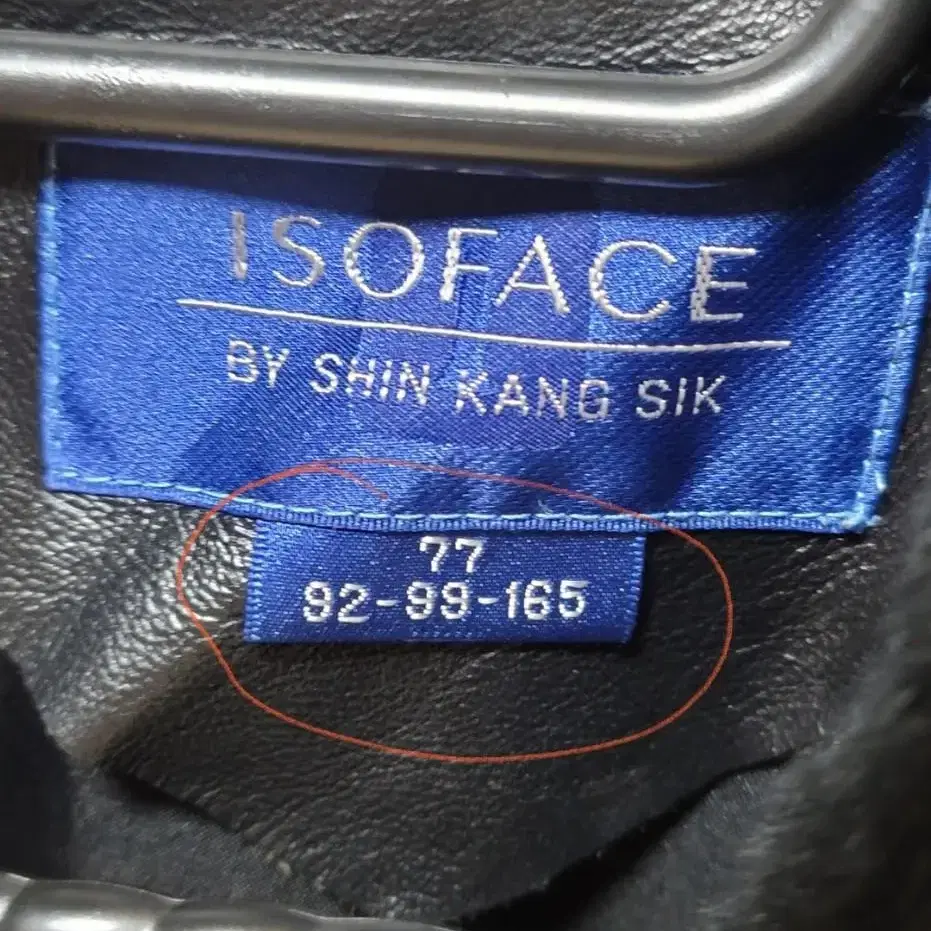 ISOFACE
BY SHIN KANG SIK
77
92-99-165